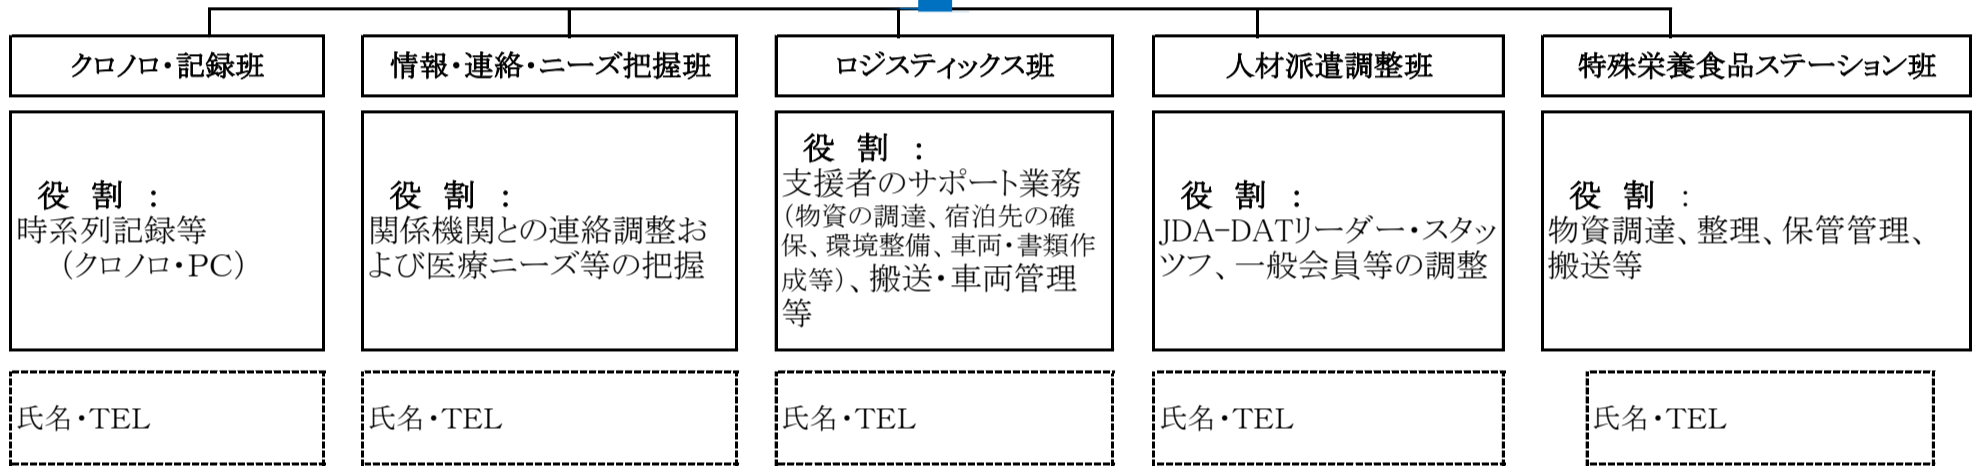 クロノロ・記録班
情報・連絡・ニーズ把握班
ロジスティックス班
人材派遣調整班
特殊栄養食品ステーション班
役 割 :
時系列記録等
(クロノロ・PC)
役 割 :
関係機関との連絡調整お
よび医療ニーズ等の把握
役 割 :
支援者のサポート業務
(物資の調達、宿泊先の確
保、環境整備、車両・書類作
成等)、搬送・車両管理
等
役 割 :
JDA-DATリーダー・スタッ
ツフ、一般会員等の調整
役 割 :
物資調達、整理、保管管理、
搬送等
氏名・TEL
氏名・TEL
氏名・TEL
氏名・TEL
氏名・TEL